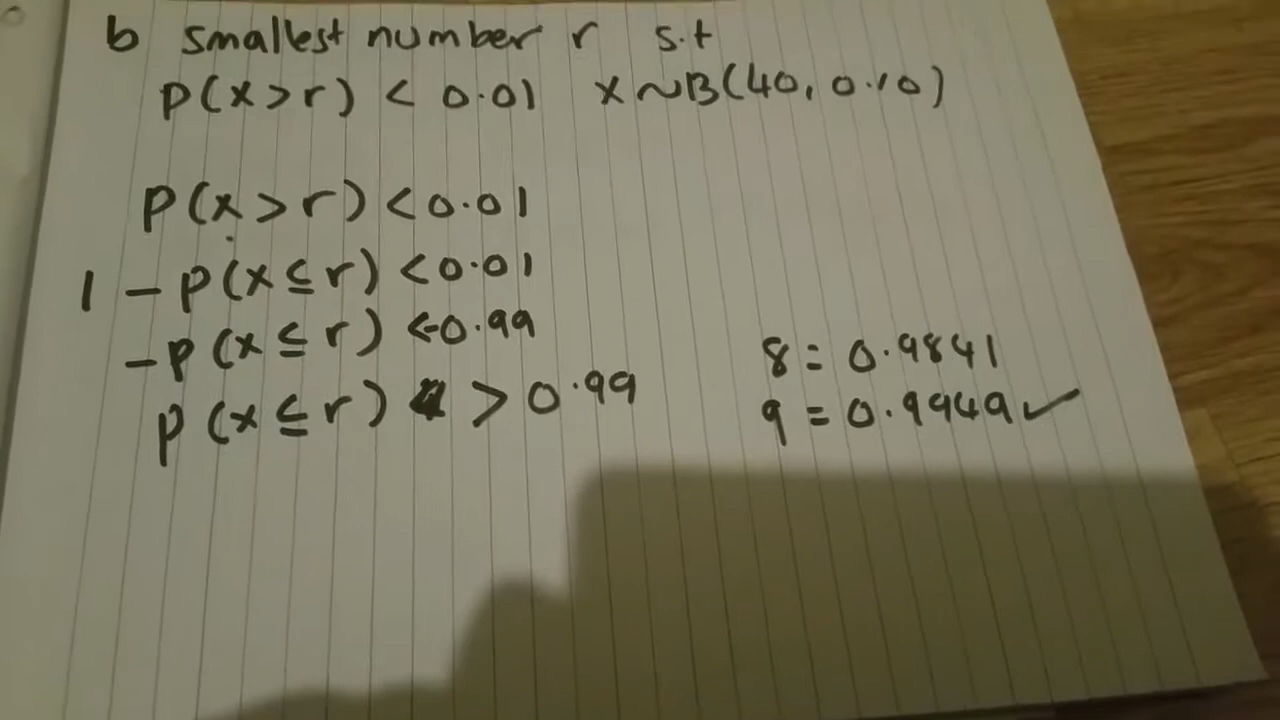 b smallest number r s.t
P(x>r) < 0.01 x~B(40, 0.10)
P(x>r) <0.01
1 -P(x≤r) <0.01
-P(x≤r) <-0.99
P(x≤r) > 0.99
8 = 0.9841
9 = 0.9949✓